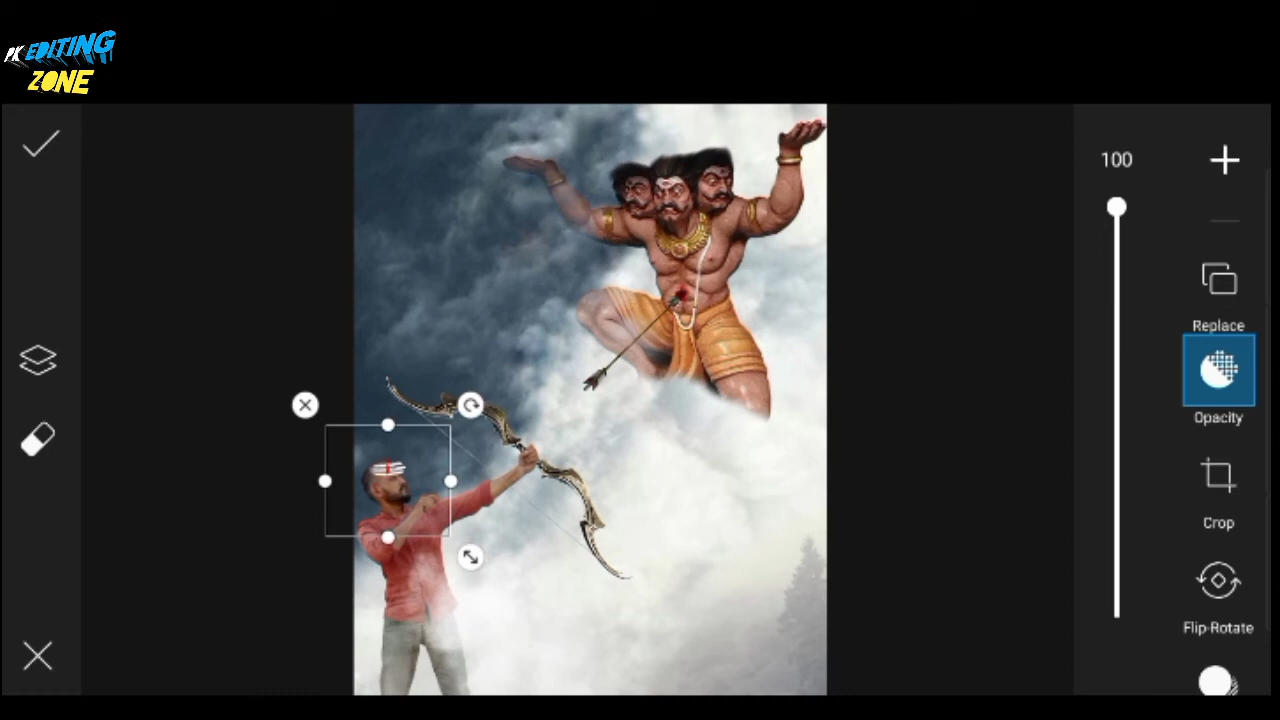 PK EDITING
ZONE
100
Replace
Opacity
Crop
Flip-Rotate